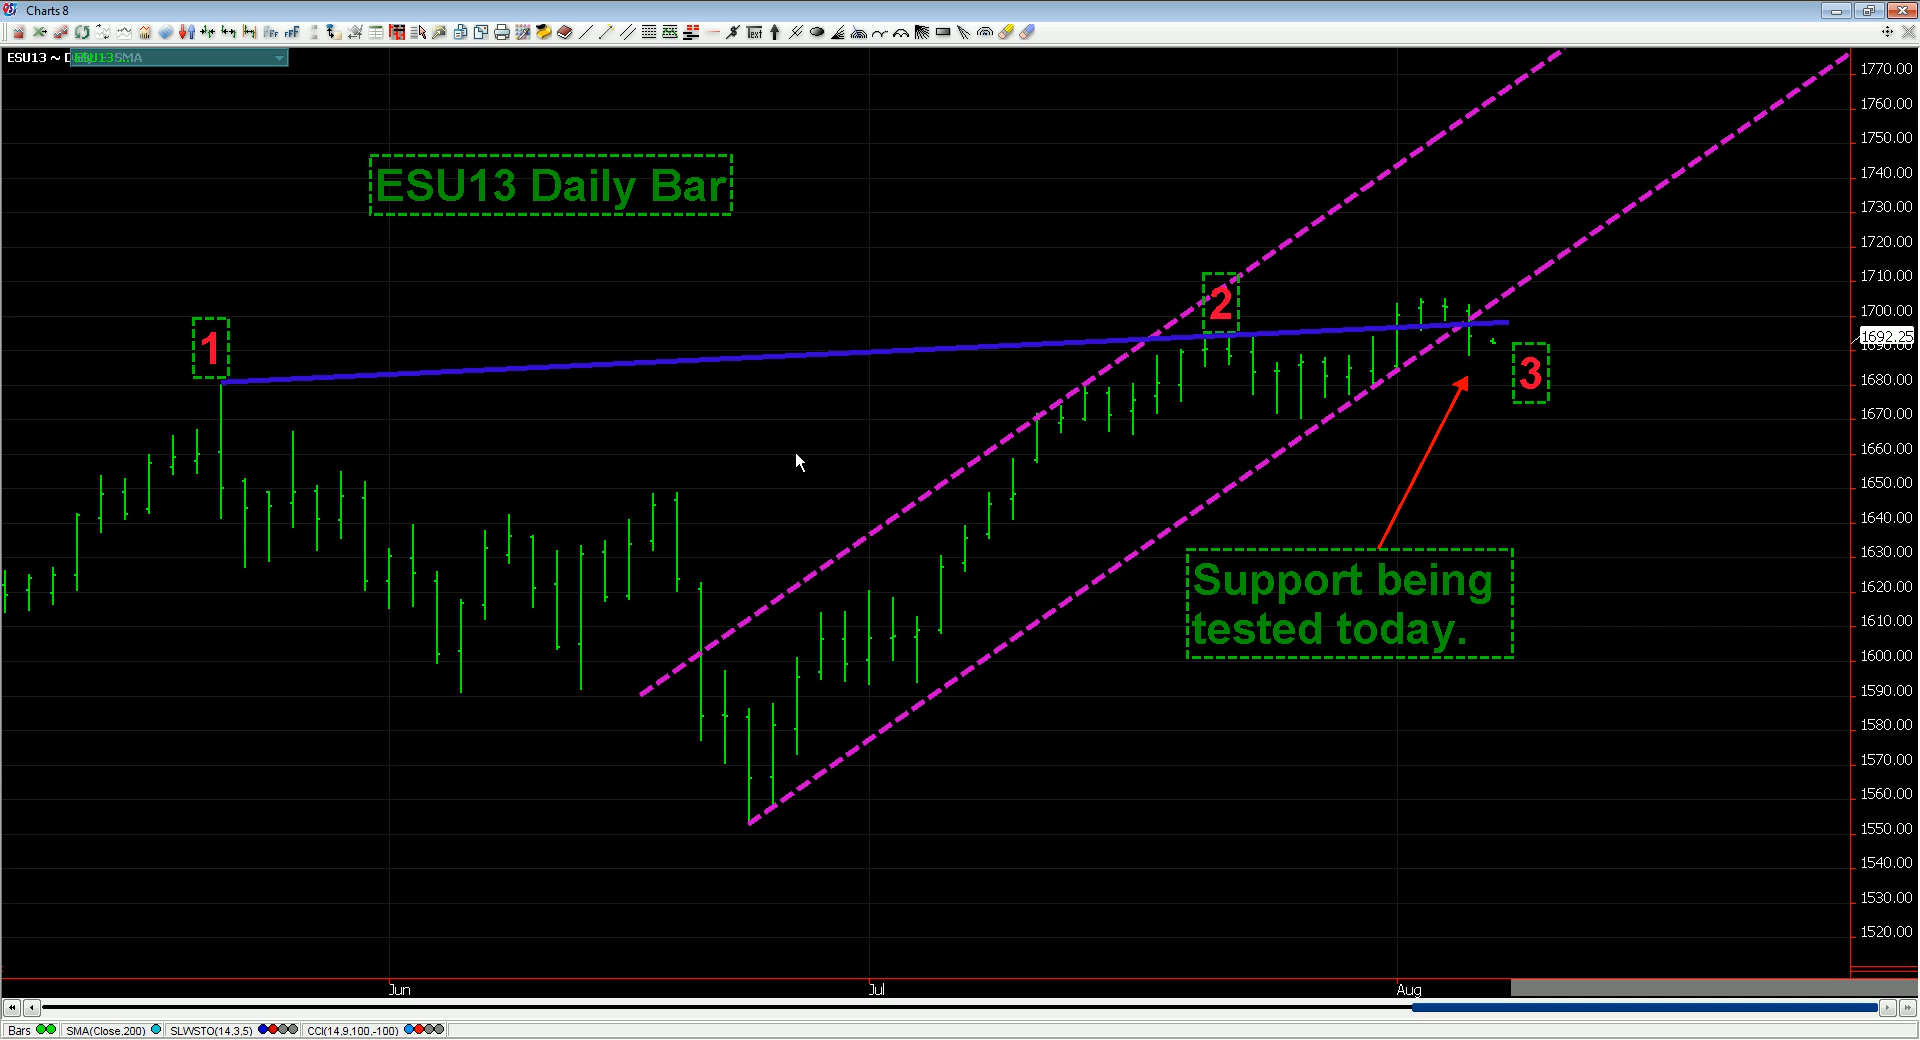 Charts 8
Text
ESU13 ~ D
SMA
1770.00
1760.00
1750.00
1740.00
1730.00
1720.00
1710.00
1700.00
1692.25
1680.00
1670.00
1660.00
1650.00
1640.00
1630.00
1620.00
1610.00
1600.00
1590.00
1580.00
1570.00
1560.00
1550.00
1540.00
1530.00
1520.00
ESU13 Daily Bar
1
2
3
Support being
tested today.
Jun
Jul
Aug
Bars
SMA(Close,200)
SLWSTO(14,3,5)
CCI(14,9,100,-100)